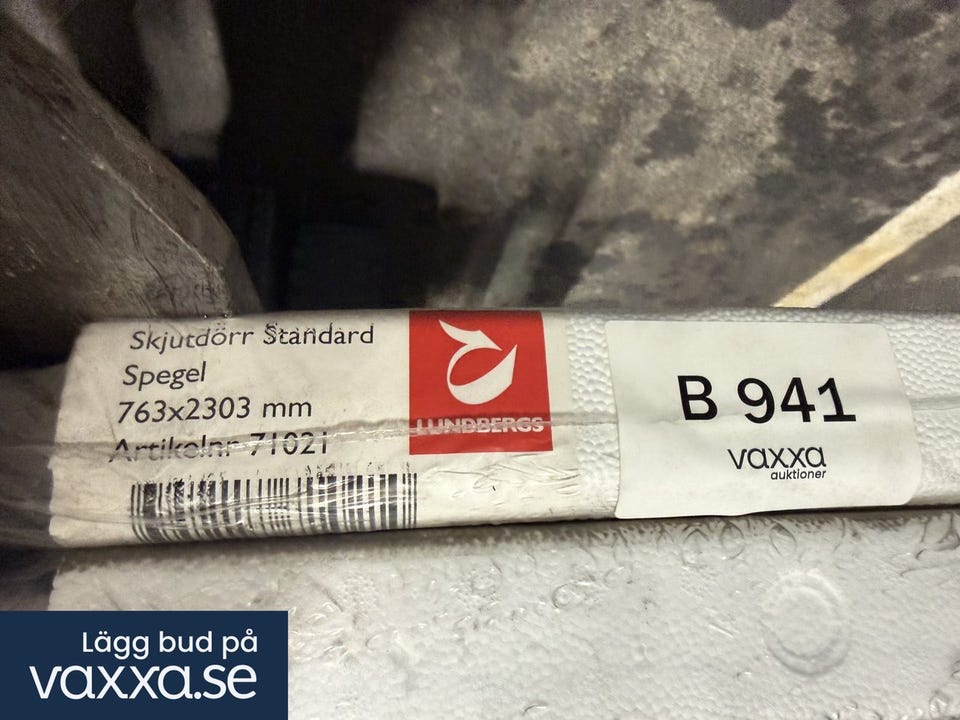 Skjutdörr Standard
Spegel
763x2303 mm
Artikelnr 71021
LUNDBERGS
B 941
vaxxa
auktioner
Lägg bud på
vaxxa.se